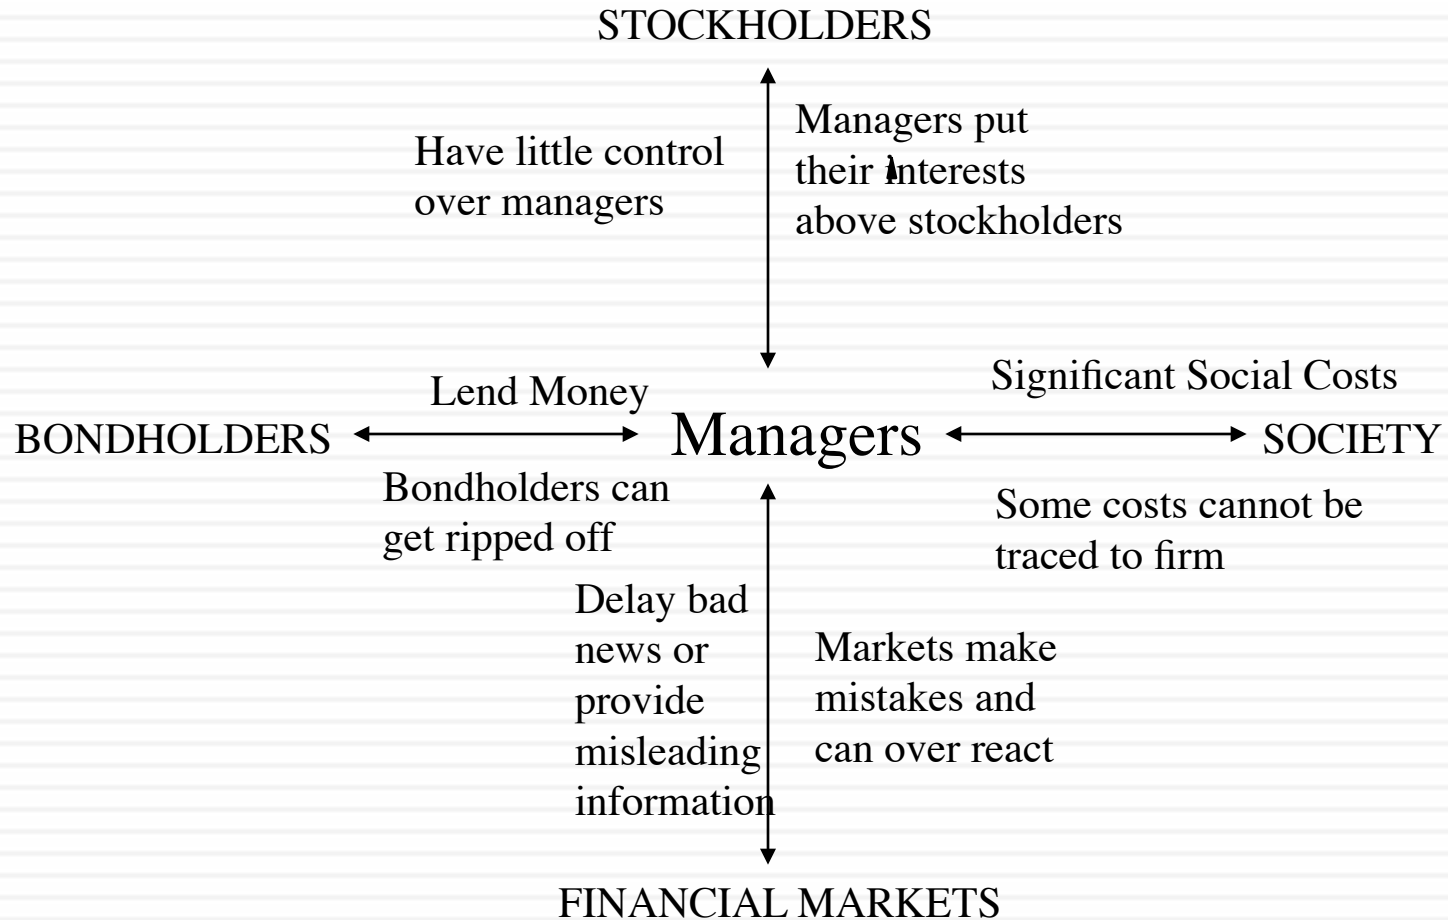 STOCKHOLDERS
Have little control
over managers
Managers put
their interests
above stockholders
Lend Money
Significant Social Costs
BONDHOLDERS
Managers
SOCIETY
Bondholders can
get ripped off
Some costs cannot be
traced to firm
Delay bad
news or
provide
misleading
information
Markets make
mistakes and
can over react
FINANCIAL MARKETS